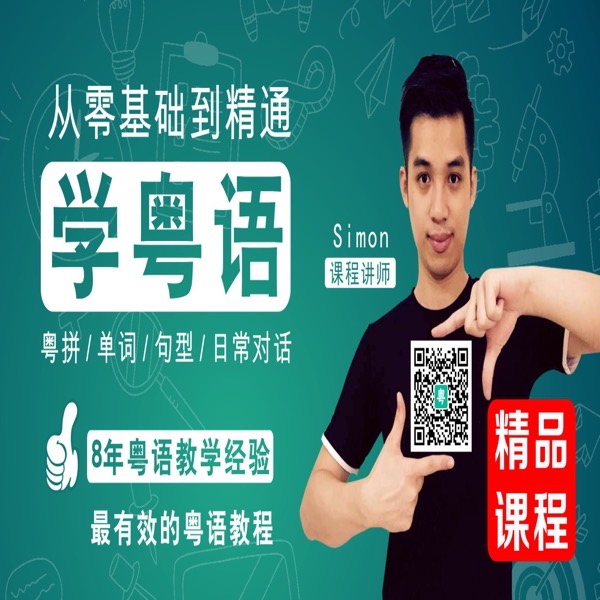 从零基础到精通
学粤语
粤拼/单词/句型/日常对话
8年粤语教学经验
最有效的粤语教程
Simon
课程讲师
粤
精品
课程